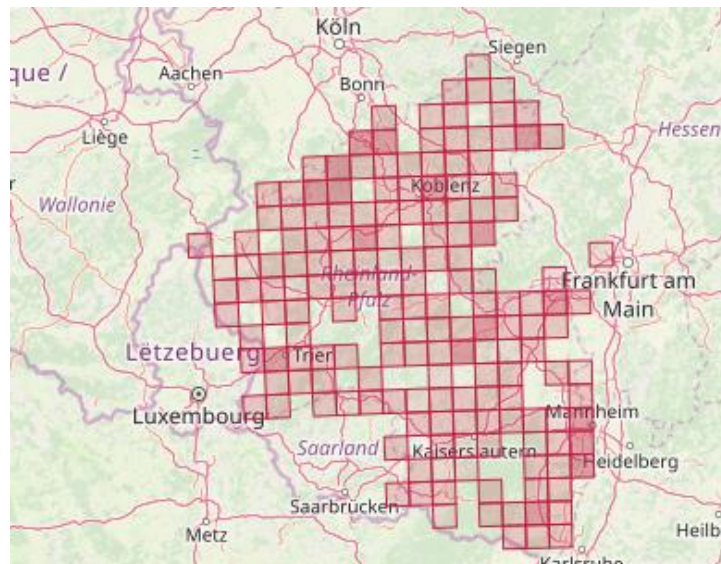 Köln
Siegen
que /
Aachen
Bonn
Liège
Hessen
Koblenz
Wallonie
Rheinland-
Pfalz
Frankfurt am
Main
Lëtzebuerg
Trier
Luxembourg
Mannheim
Saarland
Kaiserslautern
Heidelberg
Saarbrücken
Metz
Heilb
Karlsruhe